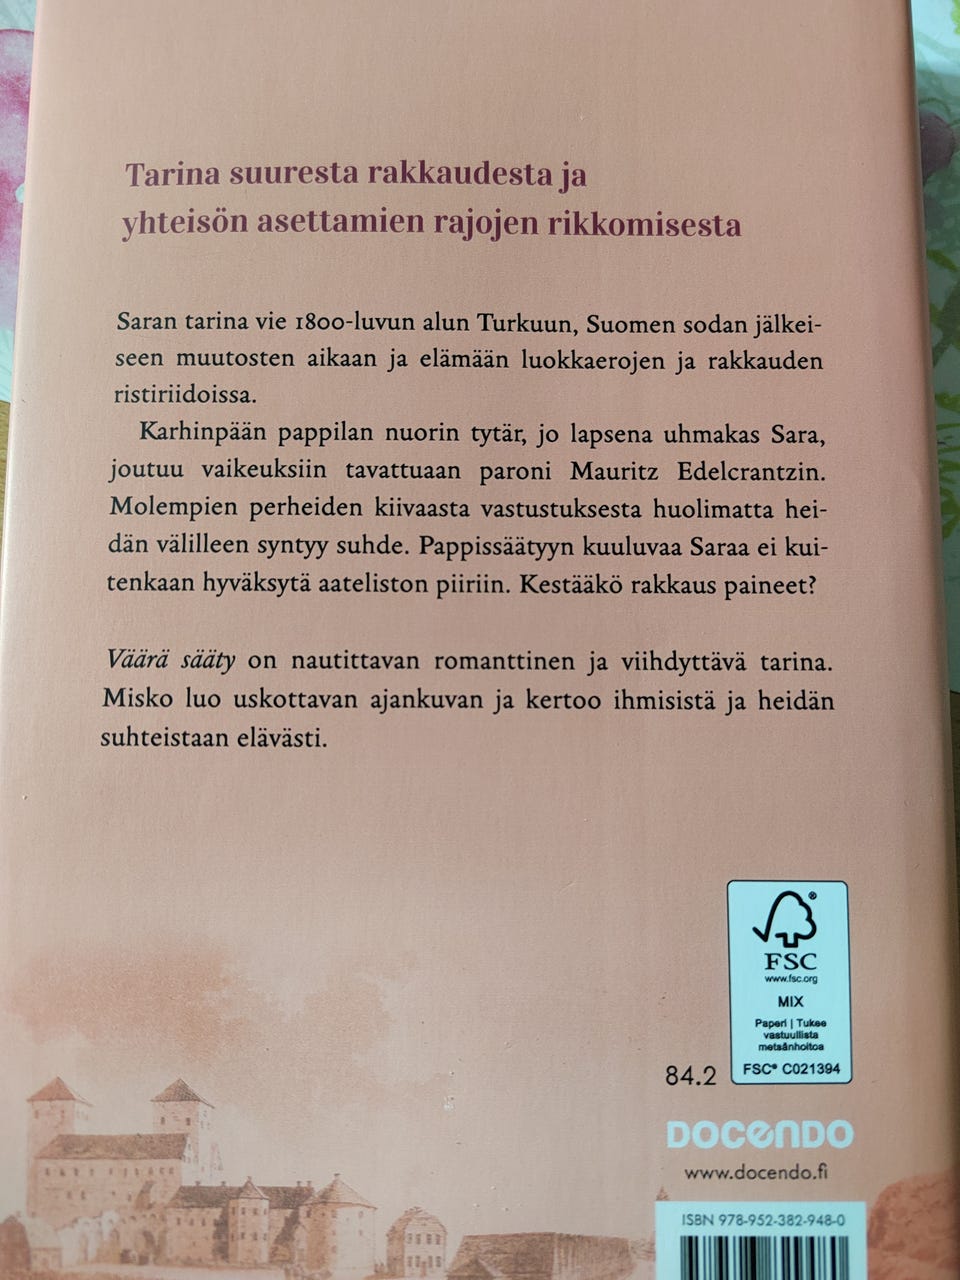 Tarina suuresta rakkaudesta ja
yhteisön asettamien rajojen rikkomisesta
Saran tarina vie 1800-luvun alun Turkuun, Suomen sodan jälkei-
seen muutosten aikaan ja elämään luokkaerojen ja rakkauden
ristiriidoissa.
Karhinpään pappilan nuorin tytär, jo lapsena uhmakas Sara,
joutuu vaikeuksiin tavattuaan paroni Mauritz Edelcrantzin.
Molempien perheiden kiivaasta vastustuksesta huolimatta hei-
dän välilleen syntyy suhde. Pappissäätyyn kuuluvaa Saraa ei kui-
tenkaan hyväksytä aateliston piiriin. Kestääkö rakkaus paineet?
Väärä sääty on nautittavan romanttinen ja viihdyttävä tarina.
Misko luo uskottavan ajankuvan ja kertoo ihmisistä ja heidän
suhteistaan elävästi.
®
FSC
www.fsc.org
MIX
Paperi | Tukee
vastuullista
metsänhoitoa
FSC® C021394
84.2
DOCENDO
www.docendo.fi
ISBN 978-952-382-948-0